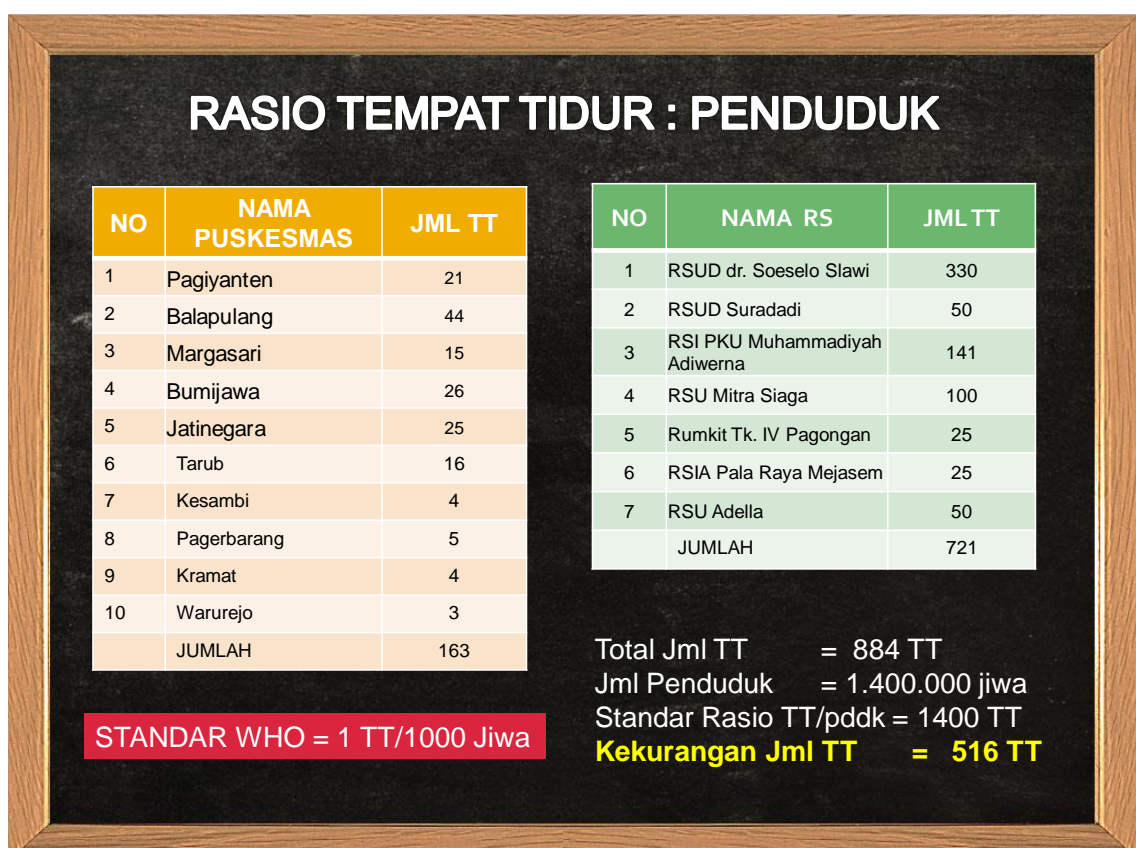 RASIO TEMPAT TIDUR : PENDUDUK
NO NAMA PUSKESMAS JML TT
1 Pagiyanten 21
2 Balapulang 44
3 Margasari 15
4 Bumijawa 26
5 Jatinegara 25
6 Tarub 16
7 Kesambi 4
8 Pagerbarang 5
9 Kramat 4
10 Warurejo 3
JUMLAH 163
STANDAR WHO = 1 TT/1000 Jiwa
NO NAMA RS JML TT
1 RSUD dr. Soeselo Slawi 330
2 RSUD Suradadi 50
3 RSI PKU Muhammadiyah Adiwerna 141
4 RSU Mitra Siaga 100
5 Rumkit Tk. IV Pagongan 25
6 RSIA Pala Raya Mejasem 25
7 RSU Adella 50
JUMLAH 721
Total Jml TT = 884 TT
Jml Penduduk = 1.400.000 jiwa
Standar Rasio TT/pddk = 1400 TT
Kekurangan Jml TT = 516 TT